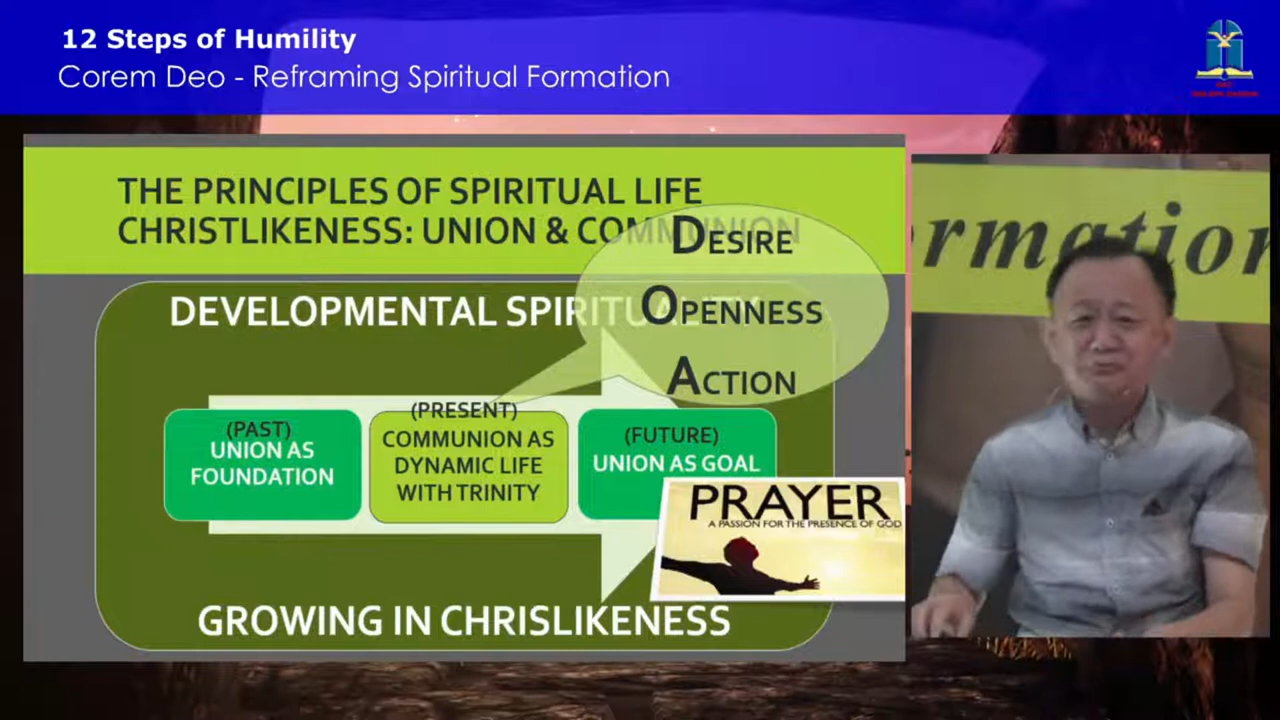 12 Steps of Humility
Corem Deo - Reframing Spiritual Formation
THE PRINCIPLES OF SPIRITUAL LIFE
CHRISTLIKENESS: UNION & COMMUNION
DESIRE
OPENNESS
ACTION
DEVELOPMENTAL SPIRITUALITY
(PAST)
UNION AS
FOUNDATION
(PRESENT)
COMMUNION AS
DYNAMIC LIFE
WITH TRINITY
(FUTURE)
UNION AS GOAL
PRAYER
A PASSION FOR THE PRESENCE OF GOD
GROWING IN CHRISLIKENESS
rmation